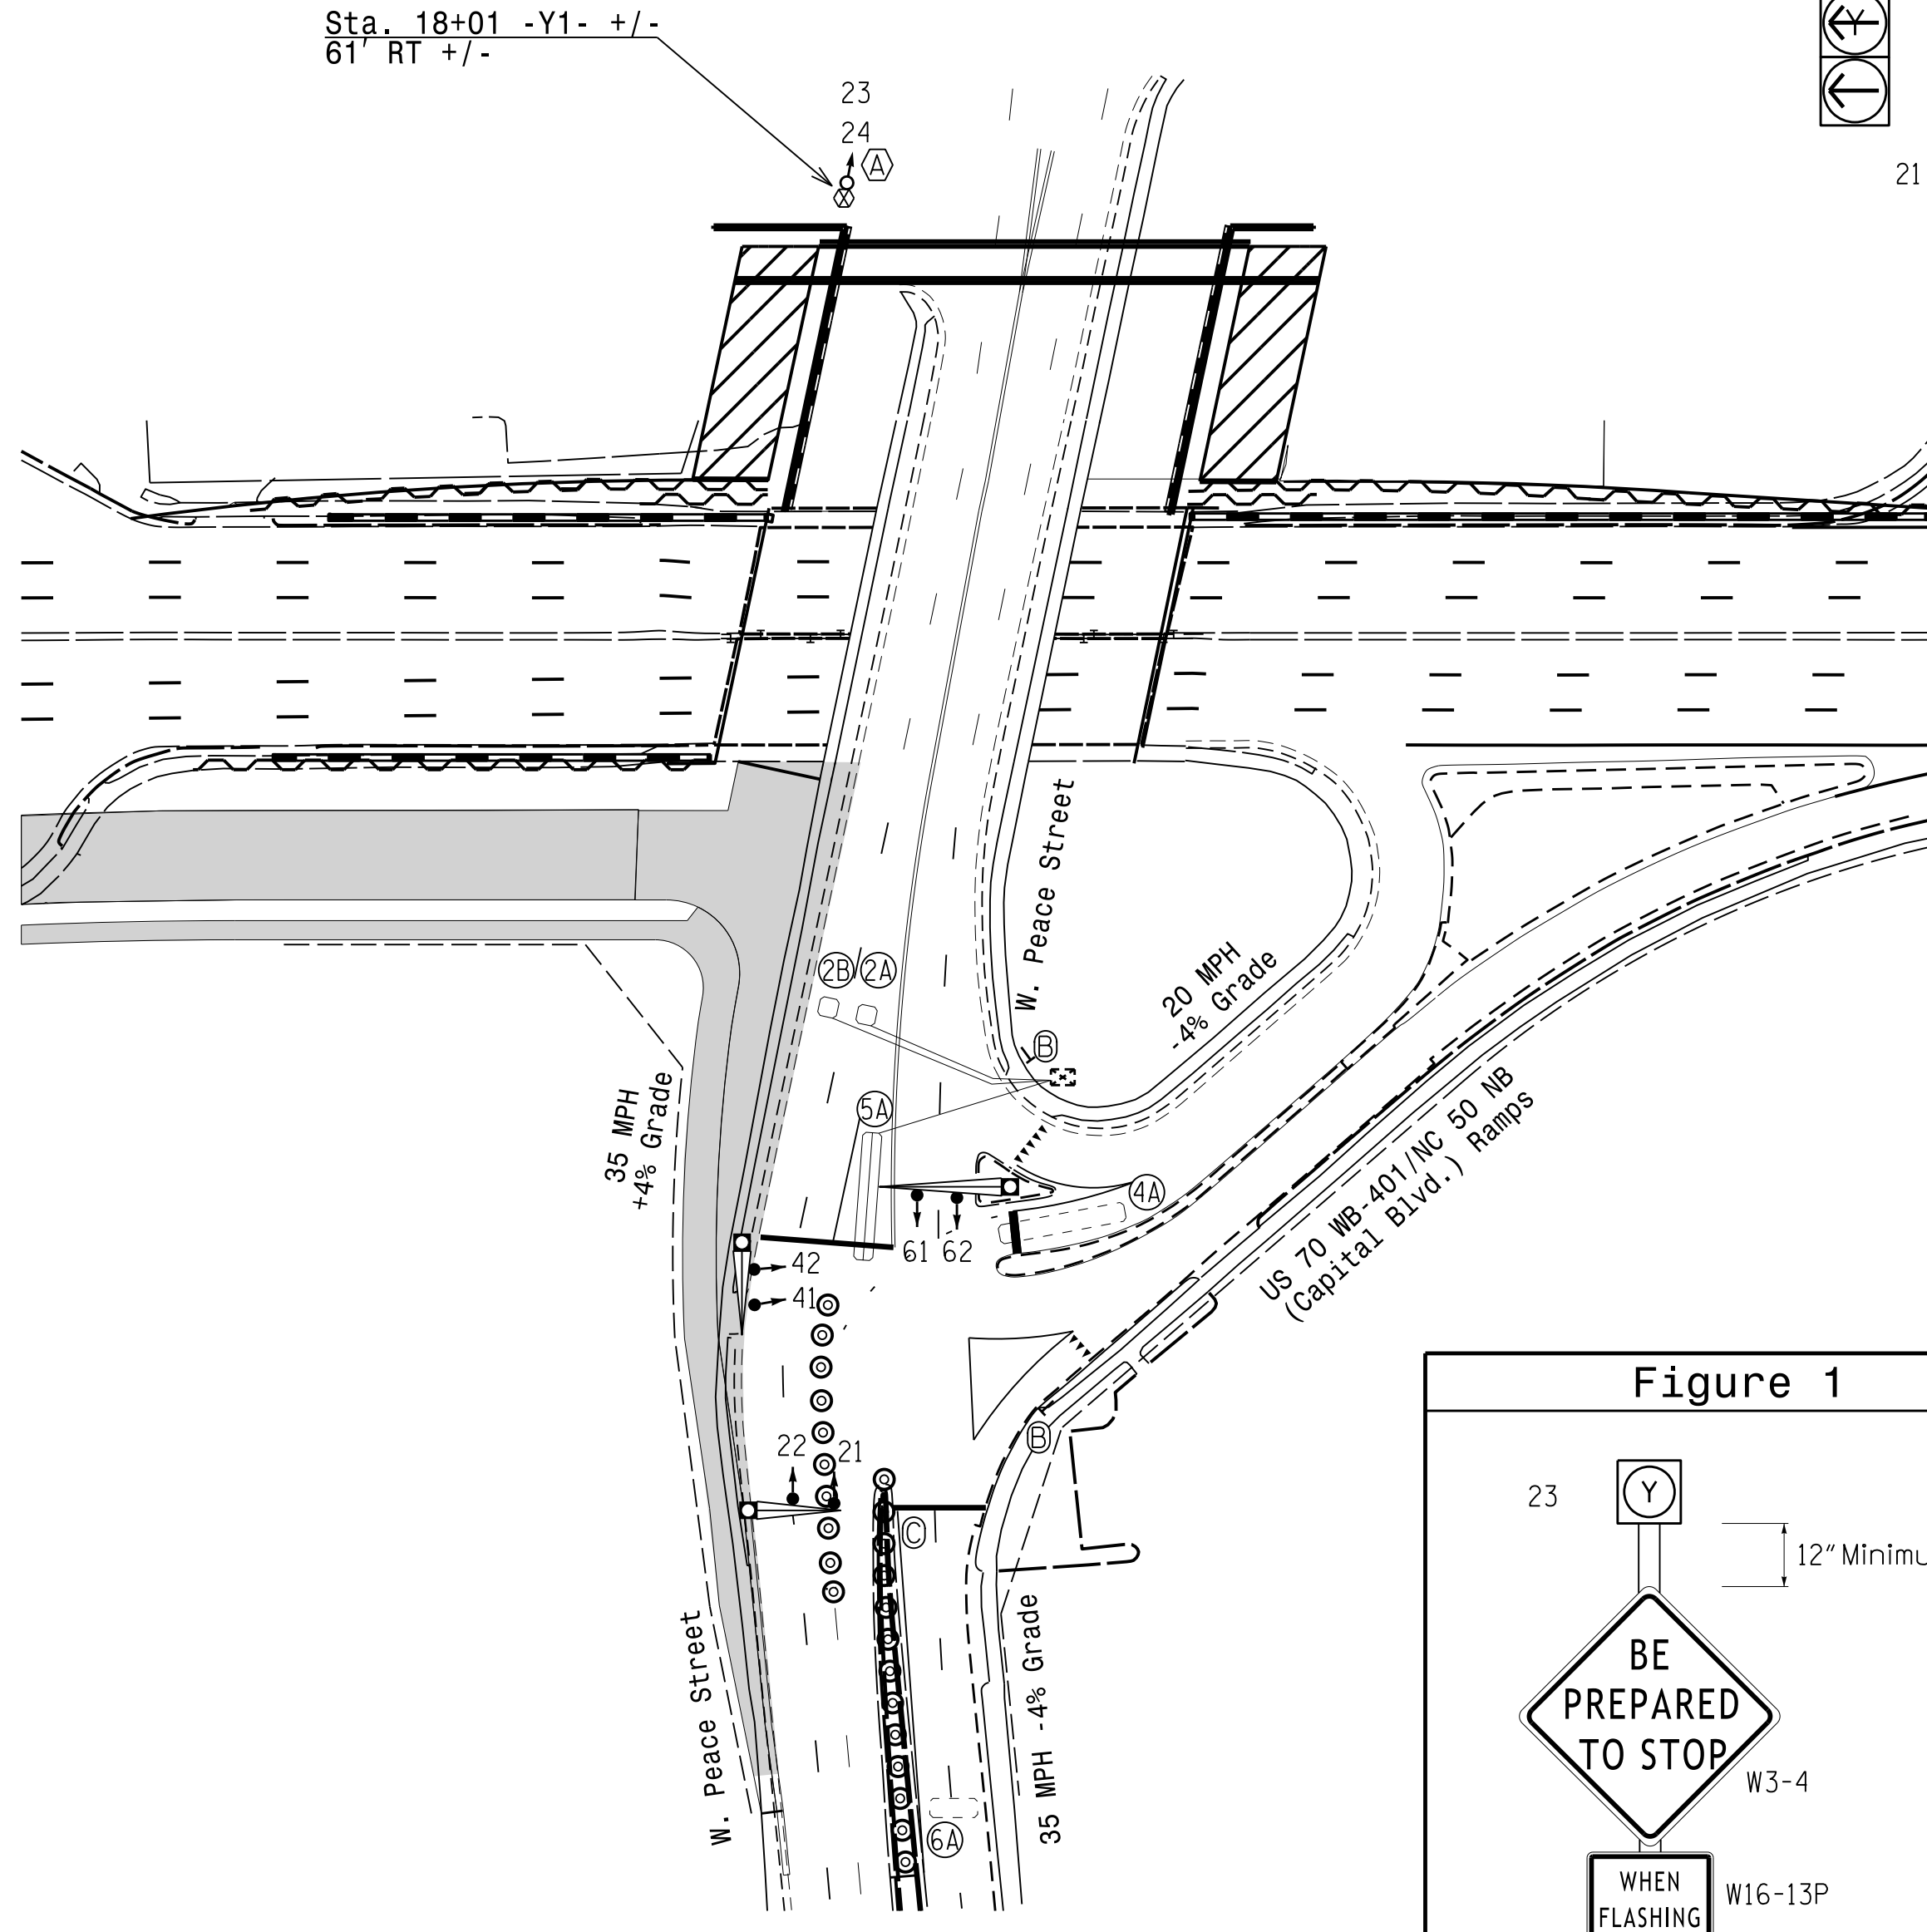 Sta. 18+01 -Y1- +/-
61' RT +/-
23
24
A
Y
21
W. Peace Street
2B
2A
20 MPH
-4% Grade
B
5A
35 MPH
+4% Grade
4A
US 70 WB-401/NC 50 NB
(Capital Blvd.) Ramps
61
62
42
41
22
21
B
C
W. Peace Street
35 MPH -4% Grade
6A
Figure 1
23
Y
12" Minimu
BE
PREPARED
TO STOP
W3-4
WHEN
FLASHING
W16-13P